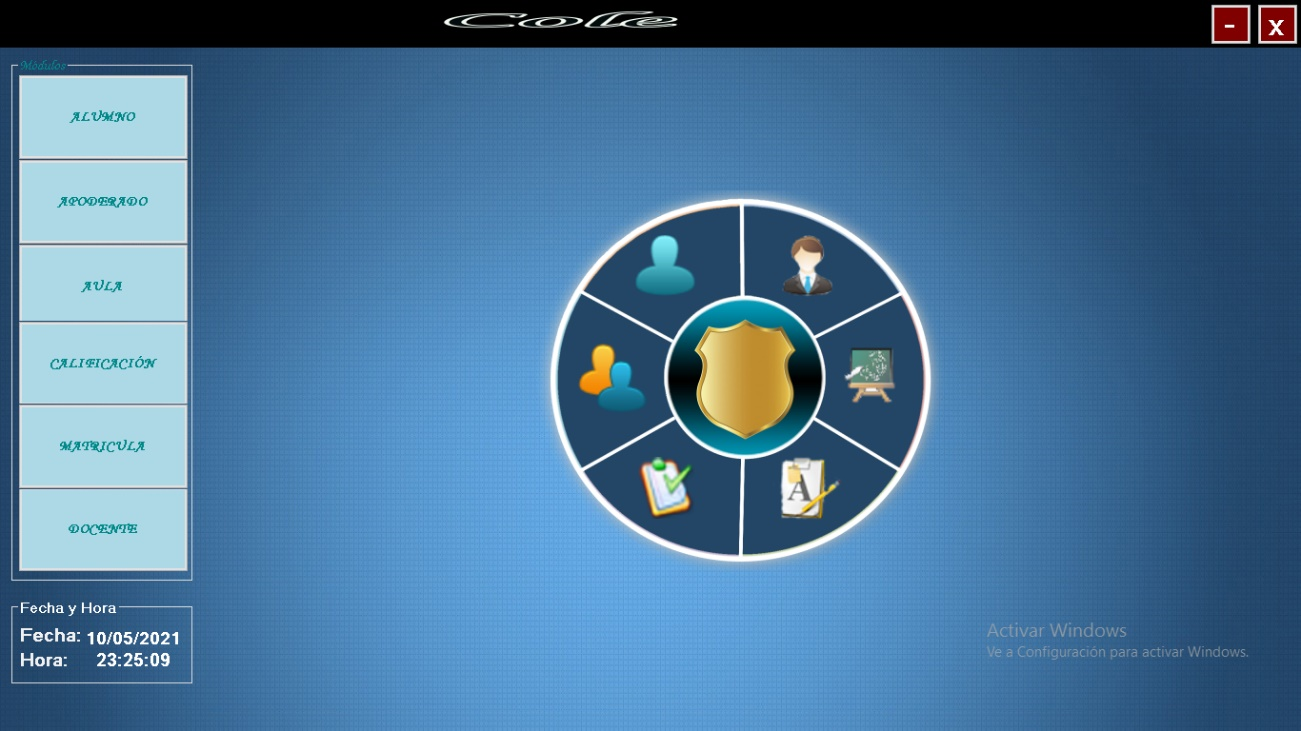 Cole
-
X
Módulos
ALUMNO
APODERADO
AULA
CALIFICACIÓN
MATRICULA
DOCENTE
Fecha y Hora
Fecha: 10/05/2021
Hora: 23:25:09
A
Activar Windows
Ve a Configuración para activar Windows.